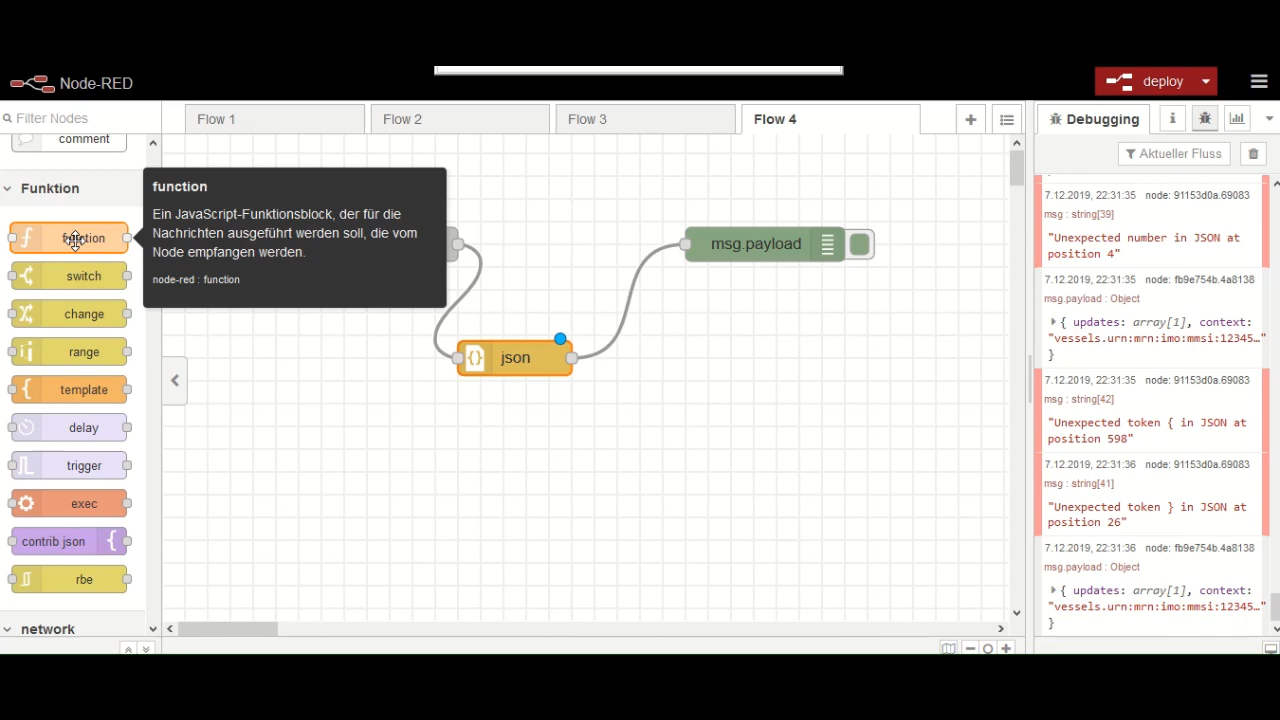 Node-RED
deploy
Filter Nodes
Flow 1
Flow 2
Flow 3
Flow 4
Debugging
i
Aktueller Fluss
comment
Funktion
function
switch
change
range
template
delay
trigger
exec
contrib json
rbe
network
function
Ein JavaScript-Funktionsblock, der für die
Nachrichten ausgeführt werden soll, die vom
Node empfangen werden.
node-red : function
msg.payload
json
7.12.2019, 22:31:35 node: 91153d0a.69083
msg : string[39]
"Unexpected number in JSON at
position 4"
7.12.2019, 22:31:35 node: fb9e754b.4a8138
msg.payload : Object
{ updates: array[1], context:
"vessels.urn:mrn:imo:mmsi:12345…"
}
7.12.2019, 22:31:35 node: 91153d0a.69083
msg : string[42]
"Unexpected token { in JSON at
position 598"
7.12.2019, 22:31:36 node: 91153d0a.69083
msg : string[41]
"Unexpected token } in JSON at
position 26"
7.12.2019, 22:31:36 node: fb9e754b.4a8138
msg.payload : Object
{ updates: array[1], context:
"vessels.urn:mrn:imo:mmsi:12345…"
}